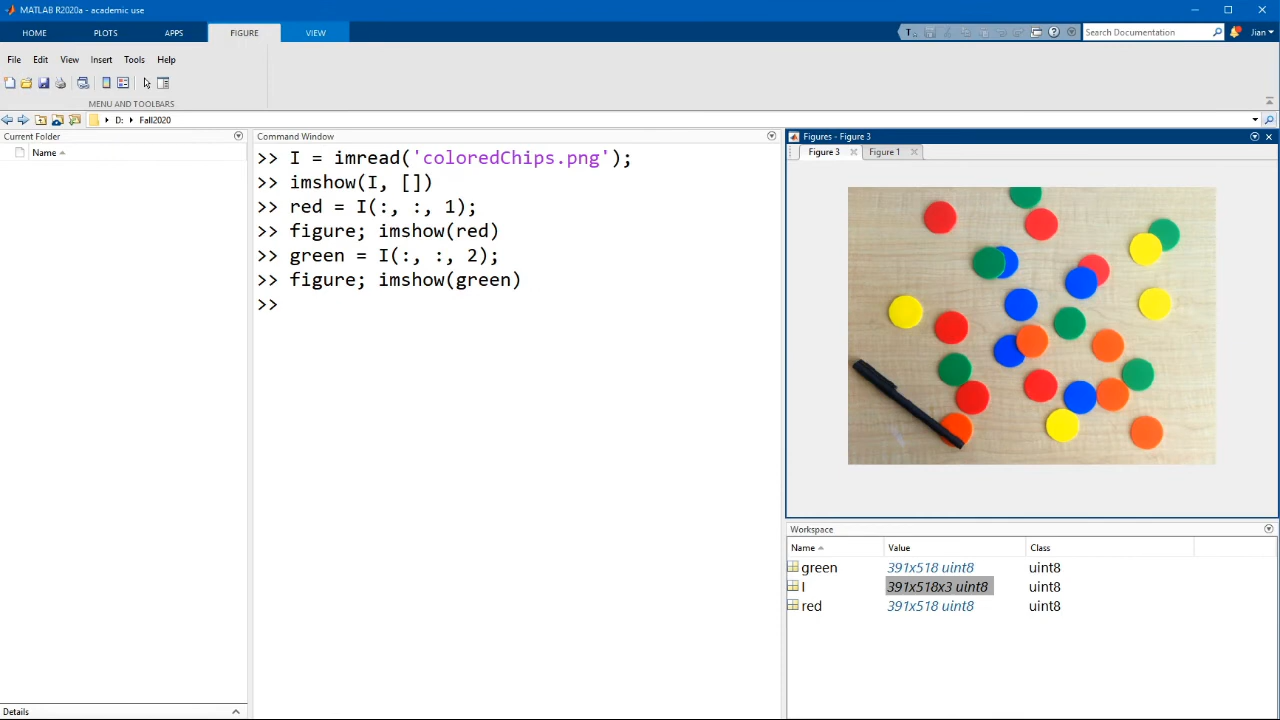 MATLAB R2020a - academic use
HOME PLOTS APPS FIGURE VIEW
Search Documentation
Jian
File Edit View Insert Tools Help
MENU AND TOOLBARS
D: Fall2020
Current Folder
Name
Details
Command Window
>> I = imread('coloredChips.png');
>> imshow(I, [])
>> red = I(:, :, 1);
>> figure; imshow(red)
>> green = I(:, :, 2);
>> figure; imshow(green)
>>
Figures - Figure 3
Figure 3 Figure 1
Workspace
Name Value Class
green 391x518 uint8 uint8
I 391x518x3 uint8 uint8
red 391x518 uint8 uint8